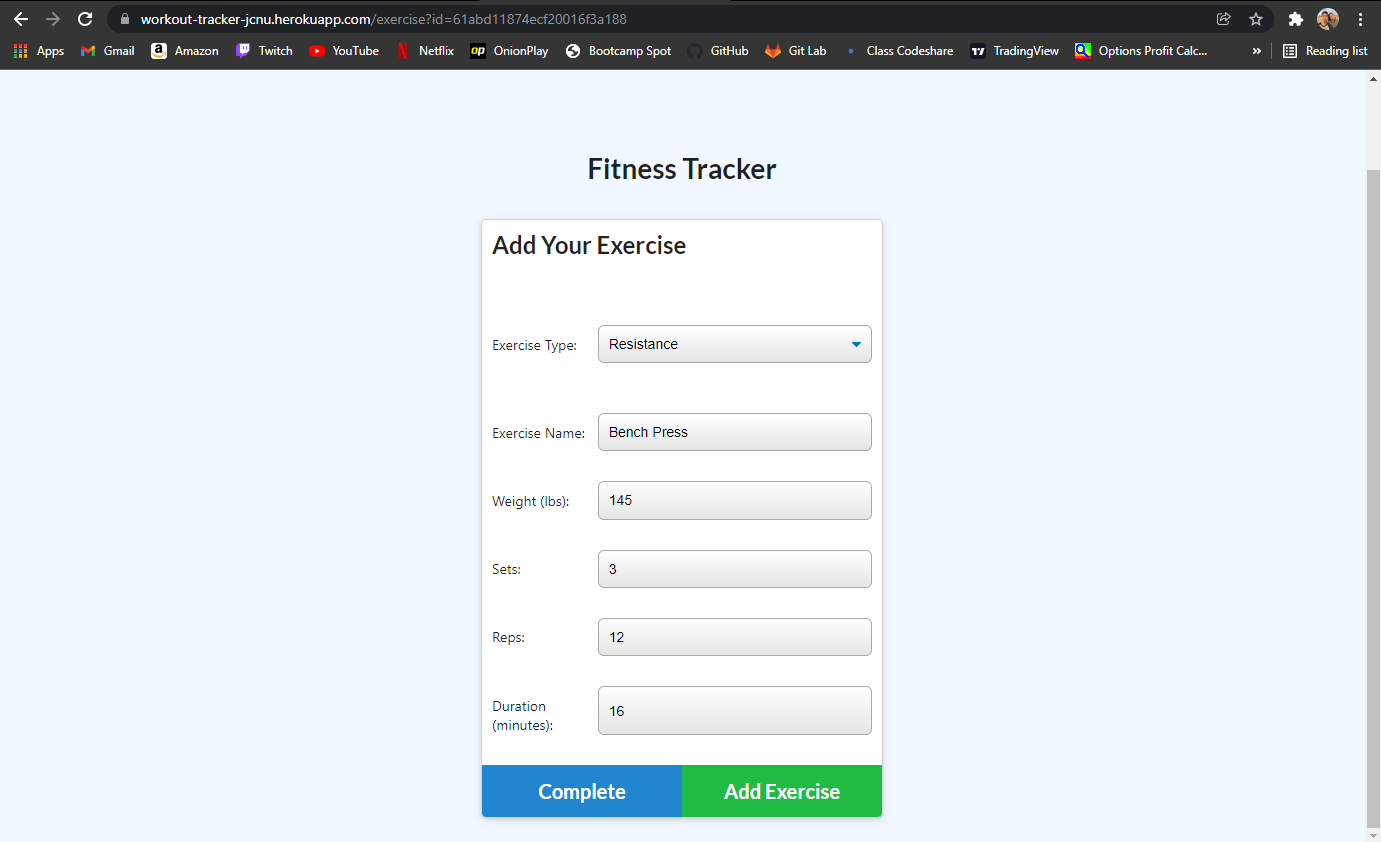 workout-tracker-jcnu.herokuapp.com/exercise?id=61abd11874ecf20016f3a188
Apps Gmail a Amazon Twitch YouTube Netflix op OnionPlay Bootcamp Spot GitHub Git Lab Class Codeshare TradingView Options Profit Calc... » Reading list
Fitness Tracker
Add Your Exercise
Exercise Type: Resistance
Exercise Name: Bench Press
Weight (lbs): 145
Sets: 3
Reps: 12
Duration
(minutes): 16
Complete Add Exercise